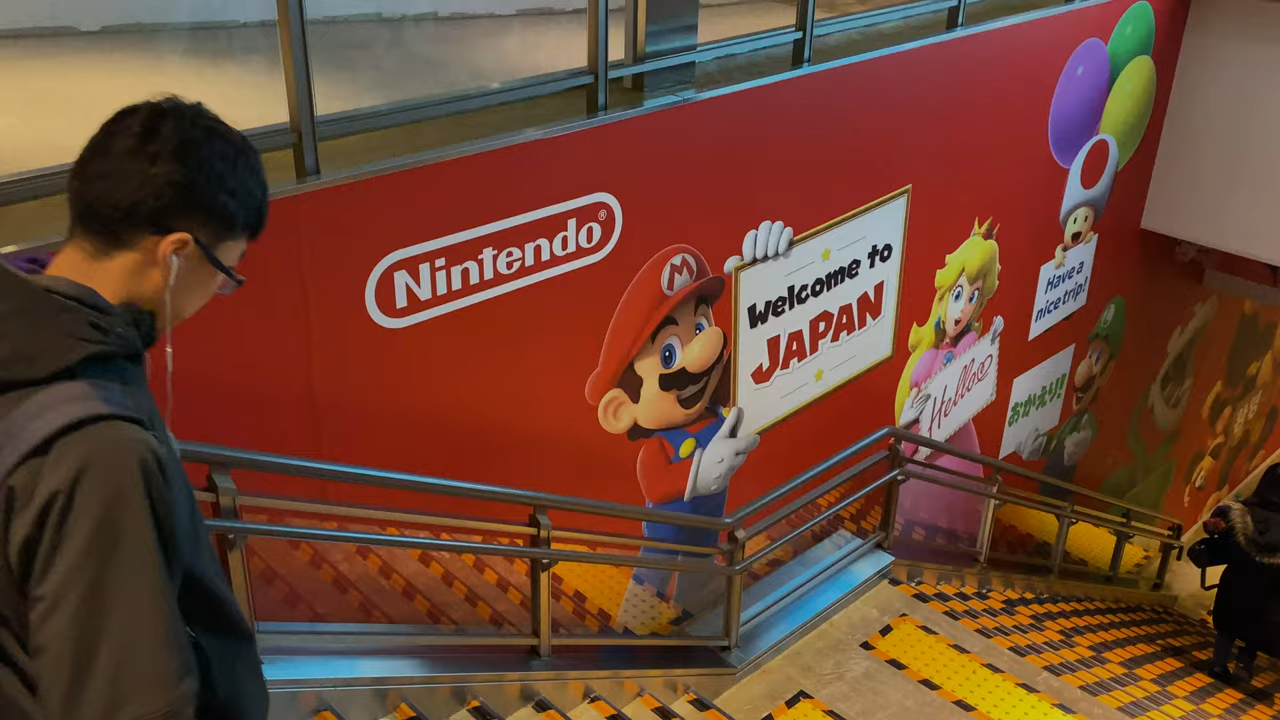 Nintendo®
M
Welcome to
JAPAN
Hello
Have a
nice trip!
おかえり!